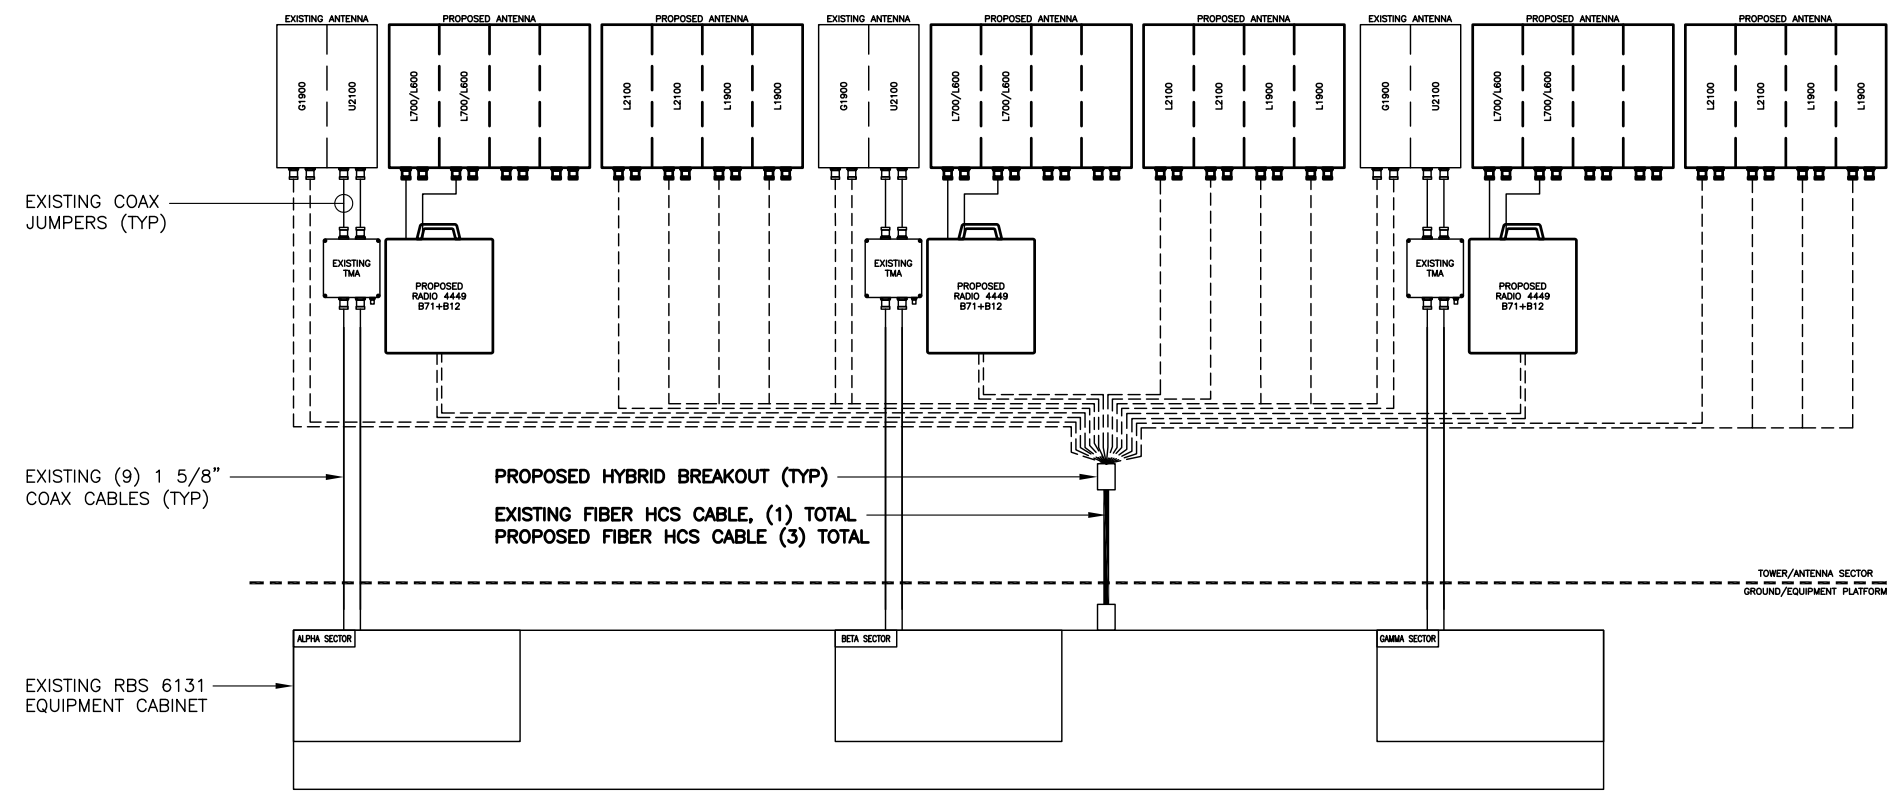 EXISTING ANTENNA
PROPOSED ANTENNA
PROPOSED ANTENNA
EXISTING ANTENNA
PROPOSED ANTENNA
PROPOSED ANTENNA
EXISTING ANTENNA
PROPOSED ANTENNA
PROPOSED ANTENNA
G1900
U2100
L700/L600
L700/L600
L2100
L2100
L1900
L1900
G1900
U2100
L700/L600
L700/L600
L2100
L2100
L1900
L1900
G1900
U2100
L700/L600
L700/L600
L2100
L2100
L1900
L1900
EXISTING COAX
JUMPERS (TYP)
EXISTING
TMA
PROPOSED
RADIO 4449
B71+B12
EXISTING
TMA
PROPOSED
RADIO 4449
B71+B12
EXISTING
TMA
PROPOSED
RADIO 4449
B71+B12
EXISTING (9) 1 5/8"
COAX CABLES (TYP)
PROPOSED HYBRID BREAKOUT (TYP)
EXISTING FIBER HCS CABLE, (1) TOTAL
PROPOSED FIBER HCS CABLE (3) TOTAL
TOWER/ANTENNA SECTOR
GROUND/EQUIPMENT PLATFORM
ALPHA SECTOR
BETA SECTOR
GAMMA SECTOR
EXISTING RBS 6131
EQUIPMENT CABINET